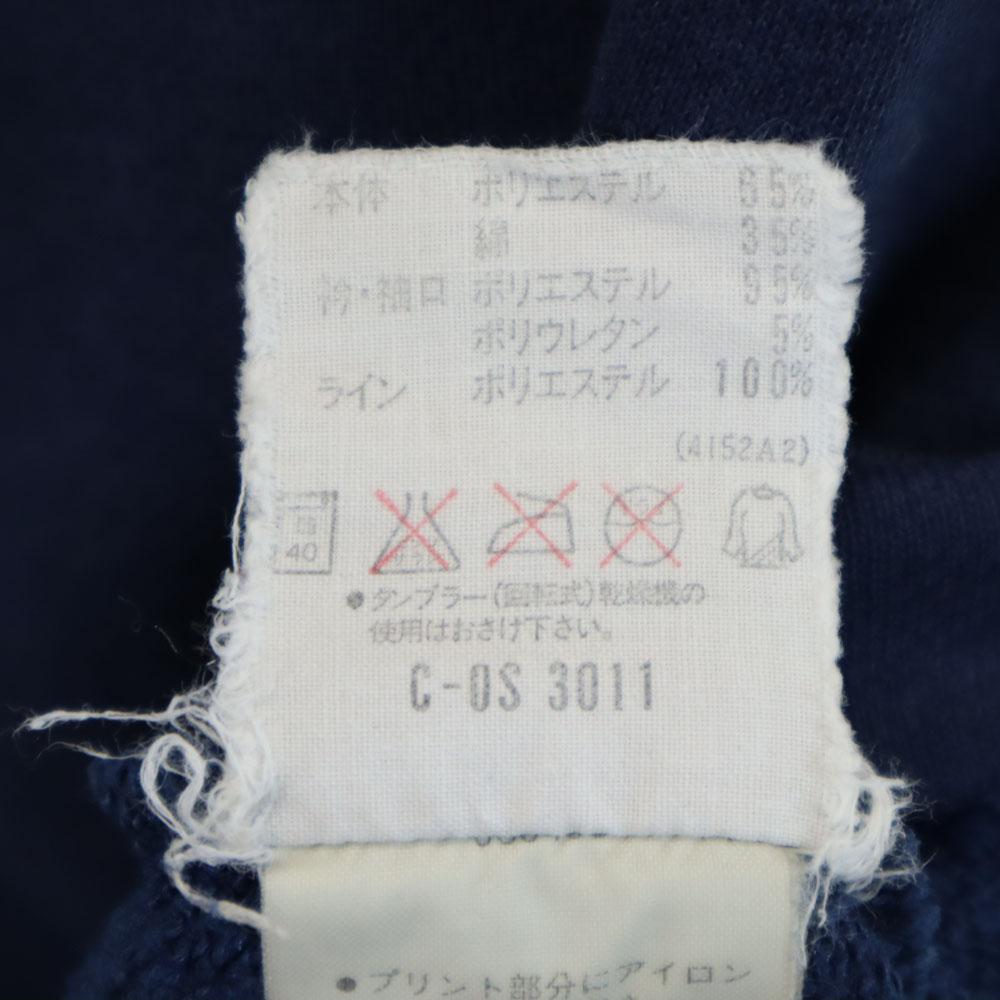 本体 ポリエステル 65%
綿 35%
衿・袖口 ポリエステル 95%
ポリウレタン 5%
ライン ポリエステル 100%
(4152A2)
40
●タンブラー(回転式)乾燥機の
使用はおさけ下さい。
C-OS 3011
●プリント部分にアイロン